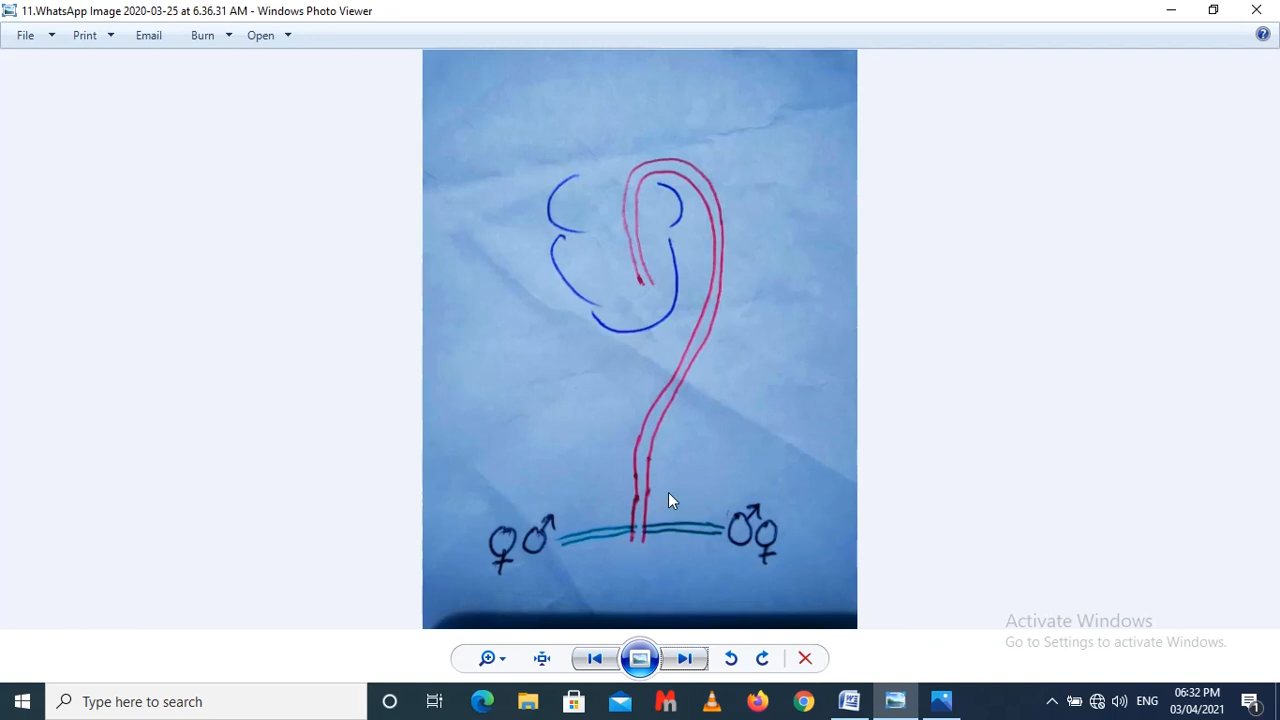 11.WhatsApp Image 2020-03-25 at 6.36.31 AM - Windows Photo Viewer
File Print Email Burn Open
♀♂ ♂♀
Activate Windows
Go to Settings to activate Windows.
Type here to search
ENG
06:32 PM
03/04/2021
1